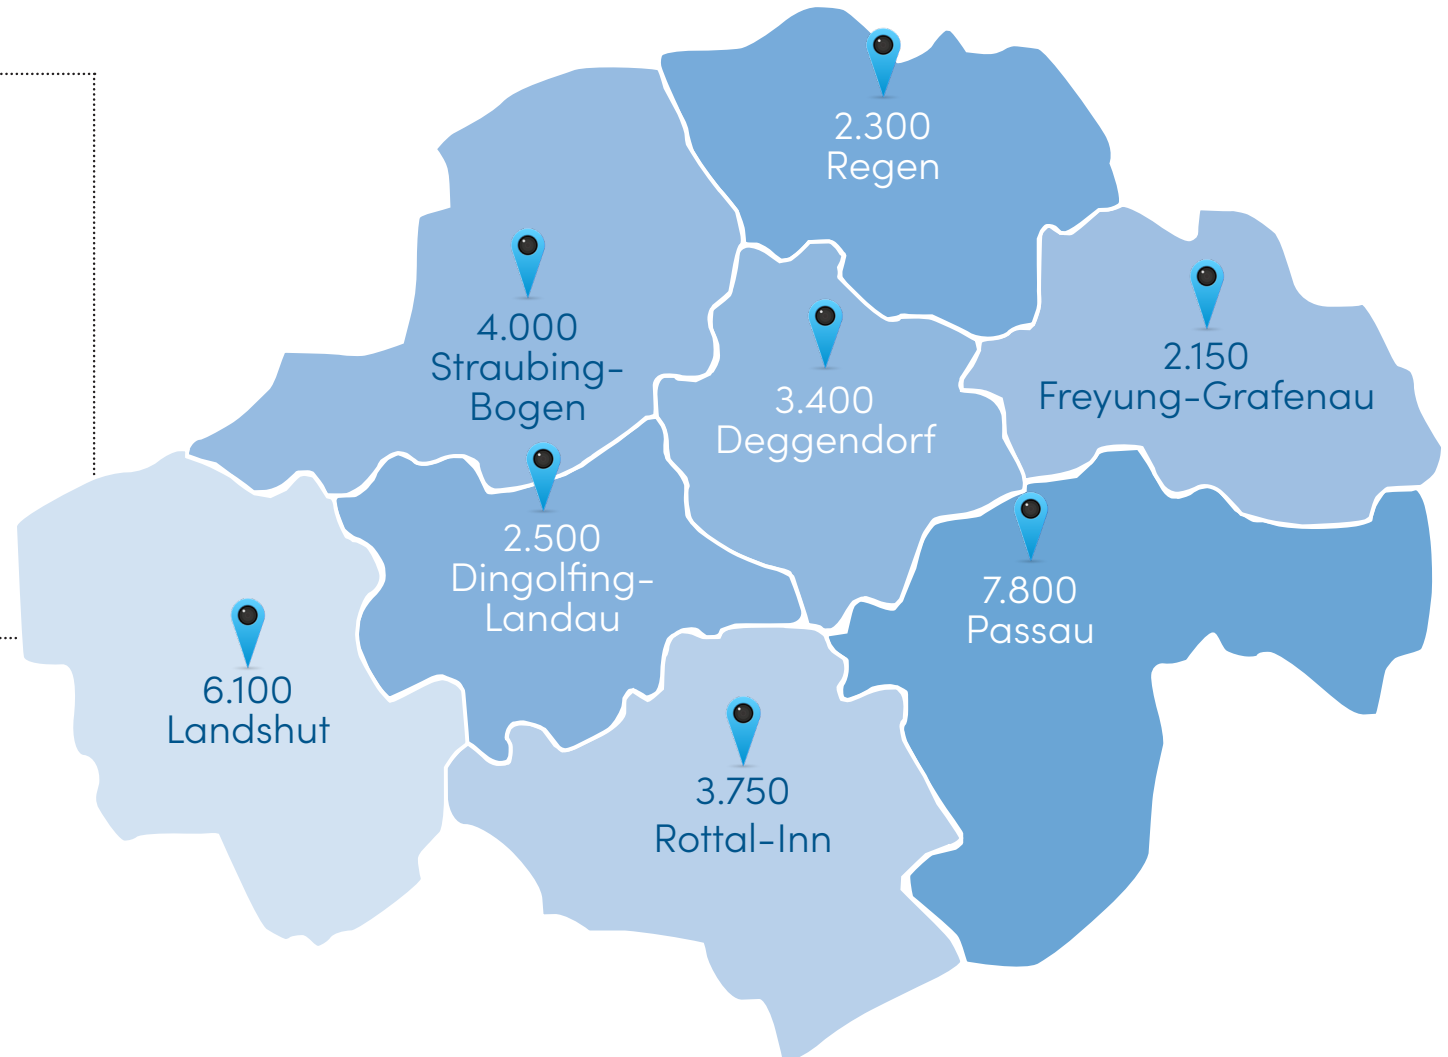 2.300
Regen
4.000
Straubing-
Bogen
2.150
Freyung-Grafenau
3.400
Deggendorf
2.500
Dingolfing-
Landau
7.800
Passau
6.100
Landshut
3.750
Rottal-Inn